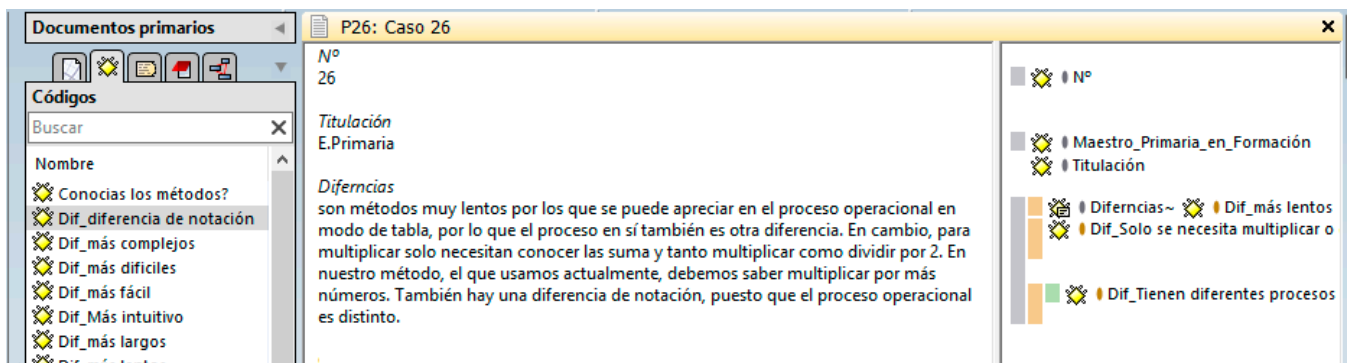 Documentos primarios
Códigos
Buscar
Nombre
Conocias los métodos?
Dif_diferencia de notación
Dif_más complejos
Dif_más dificiles
Dif_más fácil
Dif_Más intuitivo
Dif_más largos
P26: Caso 26
Nº
26
Titulación
E.Primaria
Diferncias
son métodos muy lentos por los que se puede apreciar en el proceso operacional en
modo de tabla, por lo que el proceso en sí también es otra diferencia. En cambio, para
multiplicar solo necesitan conocer las suma y tanto multiplicar como dividir por 2. En
nuestro método, el que usamos actualmente, debemos saber multiplicar por más
números. También hay una diferencia de notación, puesto que el proceso operacional
es distinto.
Nº
Maestro_Primaria_en_Formación
Titulación
Diferncias~ Dif_más lentos
Dif_Solo se necesita multiplicar o
Dif_Tienen diferentes procesos